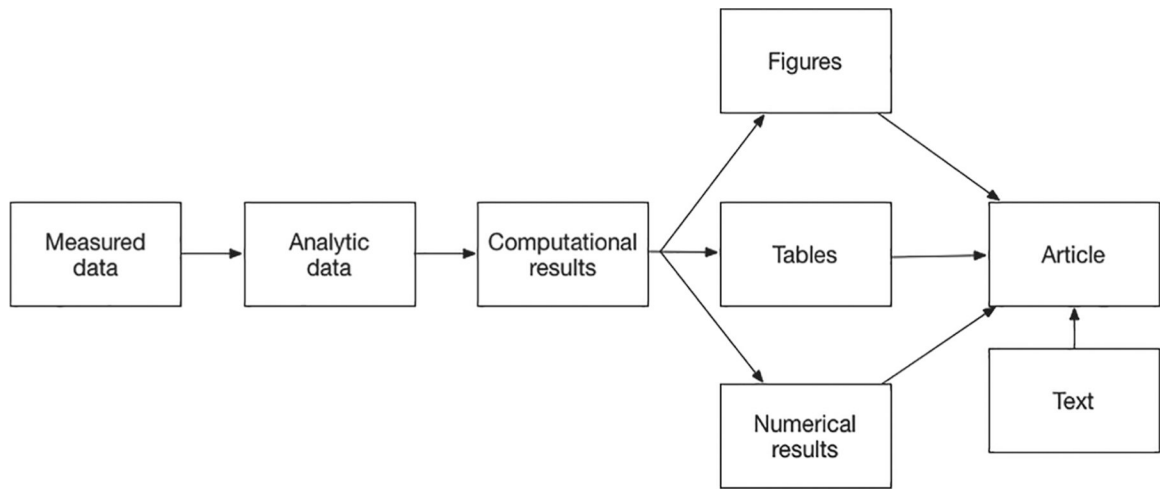 Figures
Measured
data
Analytic
data
Computational
results
Tables
Article
Numerical
results
Text